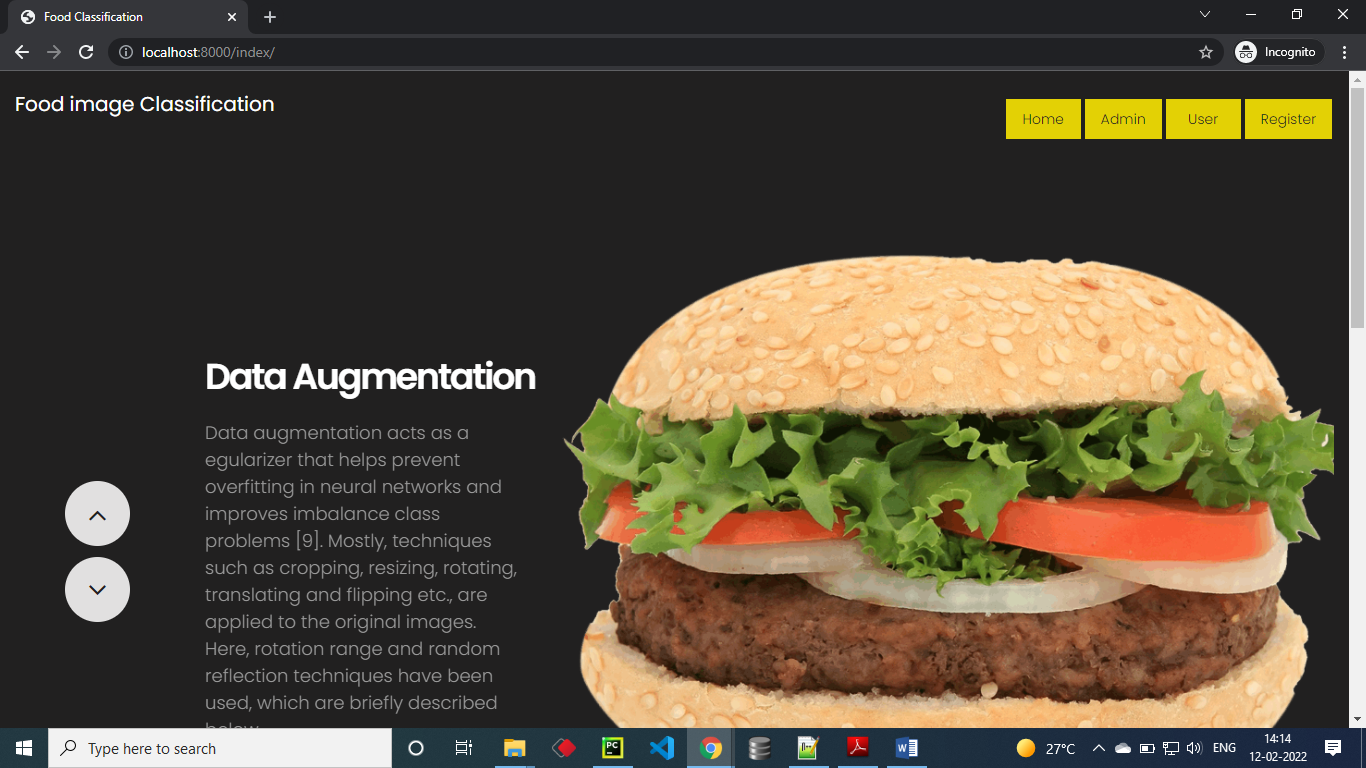 Food Classification
localhost:8000/index/
Incognito
Food image Classification
Home
Admin
User
Register
Data Augmentation
Data augmentation acts as a
egularizer that helps prevent
overfitting in neural networks and
improves imbalance class
problems [9]. Mostly, techniques
such as cropping, resizing, rotating,
translating and flipping etc., are
applied to the original images.
Here, rotation range and random
reflection techniques have been
used, which are briefly described
below
Type here to search
PC
27°C
ENG
14:14
12-02-2022